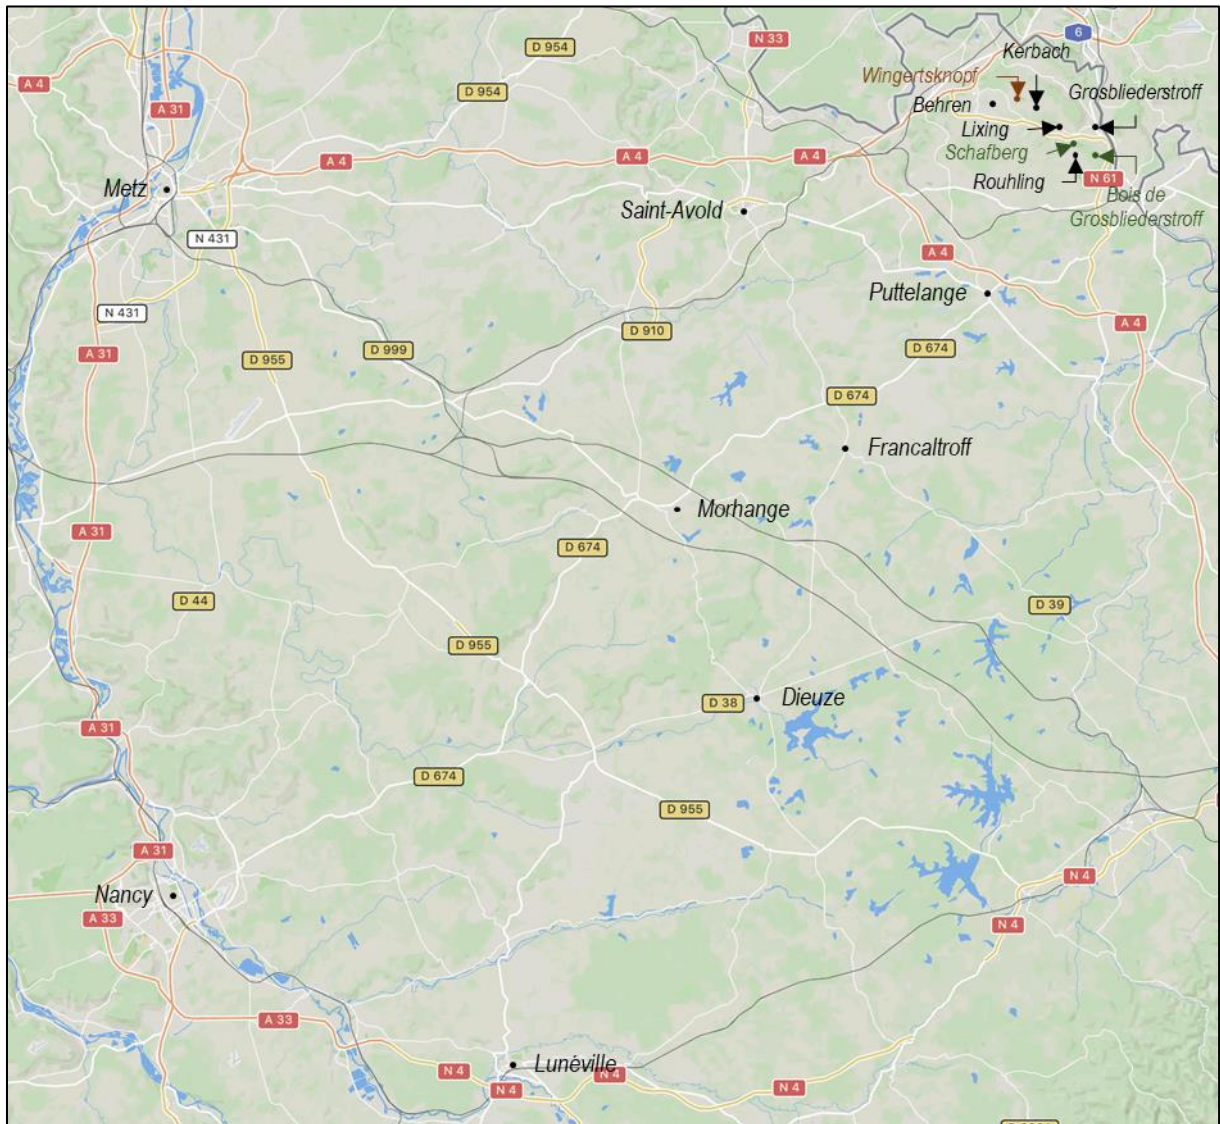 D 954
N 33
6
Kerbach
A 4
Wingertsknopf
D 954
Grosbliederstroff
A 31
Behren
Lixing
A 4
A 4
A 4
Schafberg
Metz
Rouhling
N 61
Bois de
Grosbliederstroff
Saint-Avold
N 431
A 4
Puttelange
N 431
A 4
D 910
A 31
D 999
D 674
D 955
D 674
Francaltroff
Morhange
A 31
D 674
D 44
D 39
D 955
Dieuze
D 38
A 31
D 674
D 955
A 31
N 4
Nancy
A 33
N 4
A 33
Lunéville
N 4
N 4
N 4
N 4